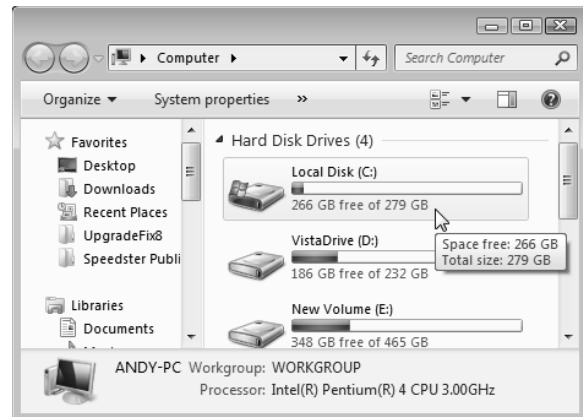 Computer
Search Computer
Organize
System properties
»
Favorites
Desktop
Downloads
Recent Places
UpgradeFix8
Speedster Publi
Libraries
Documents
Hard Disk Drives (4)
Local Disk (C:)
266 GB free of 279 GB
VistaDrive (D:)
186 GB free of 232 GB
New Volume (E:)
348 GB free of 465 GB
Space free: 266 GB
Total size: 279 GB
ANDY-PC Workgroup: WORKGROUP
Processor: Intel(R) Pentium(R) 4 CPU 3.00GHz